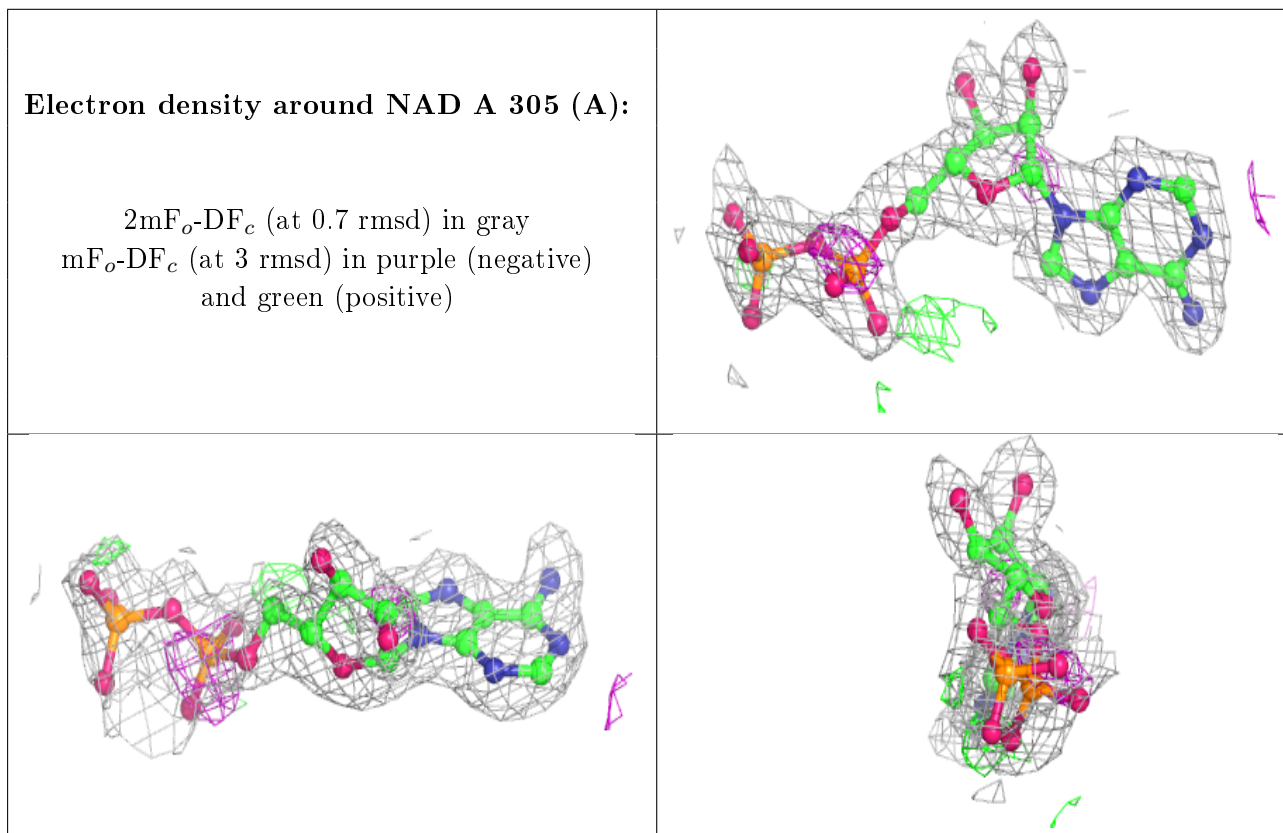 Electron density around NAD A 305 (A):
2mFₒ-DF𝒸 (at 0.7 rmsd) in gray
mFₒ-DF𝒸 (at 3 rmsd) in purple (negative)
and green (positive)